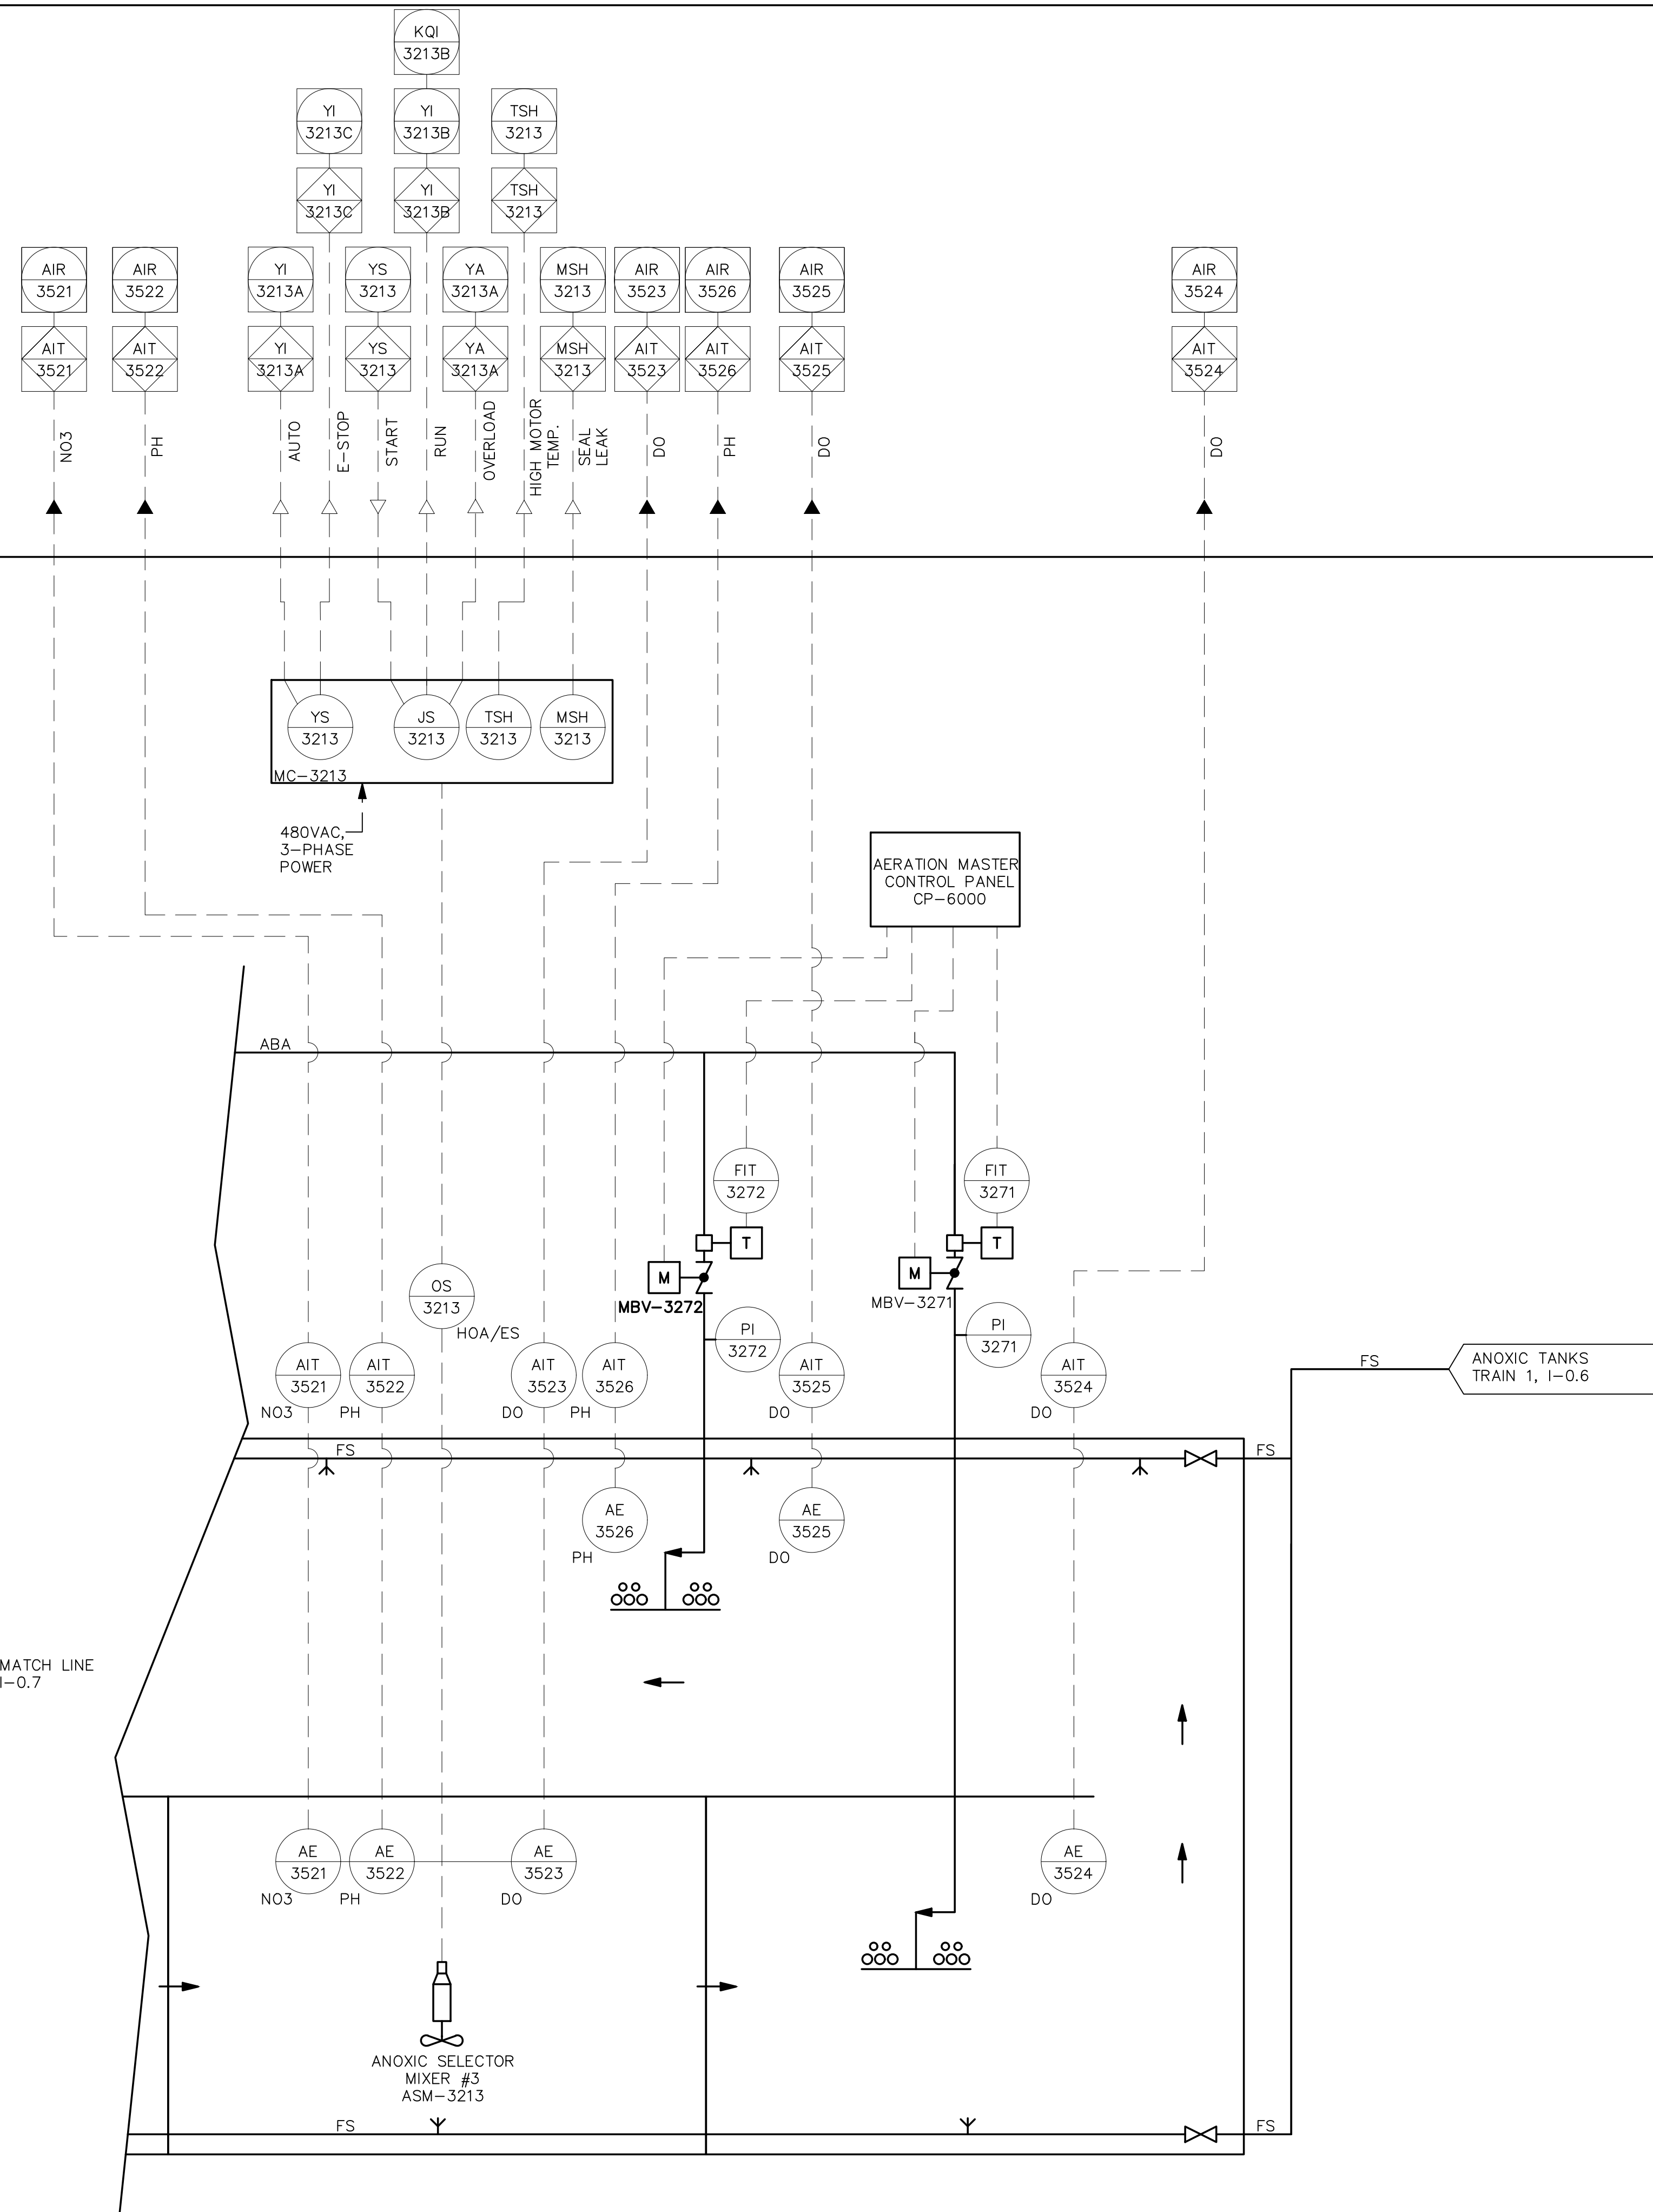 KQI
3213B
YI
3213C
YI
3213B
TSH
3213
YI
3213C
YI
3213B
TSH
3213
AIR
3521
AIR
3522
YI
3213A
YS
3213
YA
3213A
MSH
3213
AIR
3523
AIR
3526
AIR
3525
AIR
3524
AIT
3521
AIT
3522
YI
3213A
YS
3213
YA
3213A
MSH
3213
AIT
3523
AIT
3526
AIT
3525
AIT
3524
NO3
PH
AUTO
E-STOP
START
RUN
OVERLOAD
HIGH MOTOR
TEMP.
SEAL
LEAK
DO
PH
DO
DO
YS
3213
JS
3213
TSH
3213
MSH
3213
MC-3213
480VAC,
3-PHASE
POWER
AERATION MASTER
CONTROL PANEL
CP-6000
ABA
FIT
3272
FIT
3271
T
T
M
M
MBV-3272
MBV-3271
OS
3213
HOA/ES
PI
3272
PI
3271
AIT
3521
NO3
AIT
3522
PH
AIT
3523
DO
AIT
3526
PH
AIT
3525
DO
AIT
3524
DO
FS
ANOXIC TANKS
TRAIN 1, I-0.6
FS
FS
AE
3526
PH
AE
3525
DO
MATCH LINE
I-0.7
AE
3521
NO3
AE
3522
PH
AE
3523
DO
AE
3524
DO
ANOXIC SELECTOR
MIXER #3
ASM-3213
FS
FS